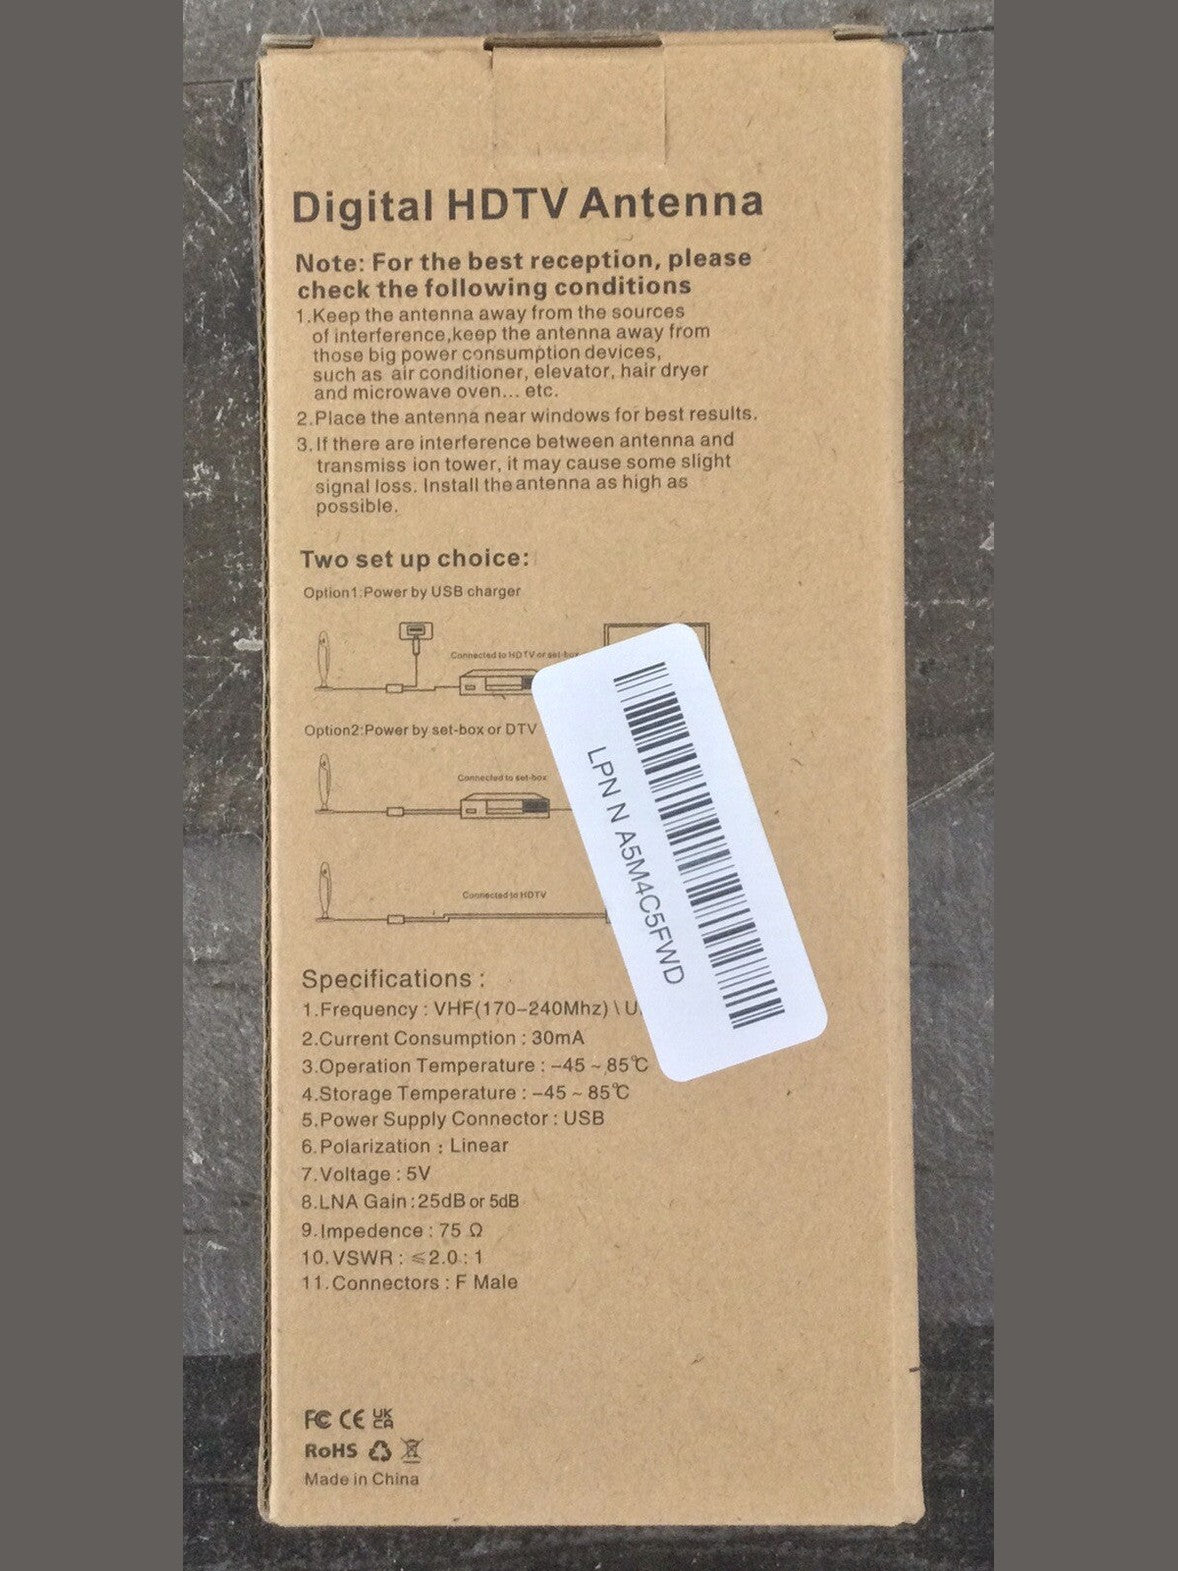 Digital HDTV Antenna
Note: For the best reception, please
check the following conditions
1.Keep the antenna away from the sources
of interference,keep the antenna away from
those big power consumption devices,
such as air conditioner, elevator, hair dryer
and microwave oven... etc.
2.Place the antenna near windows for best results.
3.If there are interference between antenna and
transmiss ion tower, it may cause some slight
signal loss. Install the antenna as high as
possible.
Two set up choice:
Option1:Power by USB charger
Connected to HDTV or set-box
Option2:Power by set-box or DTV
Connected to set-box
Connected to HDTV
LPN N A5M4C5FWD
Specifications :
1.Frequency : VHF(170-240Mhz) \ U
2.Current Consumption : 30mA
3.Operation Temperature : -45 ~ 85℃
4.Storage Temperature : -45 ~ 85℃
5.Power Supply Connector : USB
6.Polarization : Linear
7.Voltage : 5V
8.LNA Gain : 25dB or 5dB
9.Impedence : 75 Ω
10.VSWR : ≤2.0 : 1
11.Connectors : F Male
FC CE UKCA
RoHS
Made in China